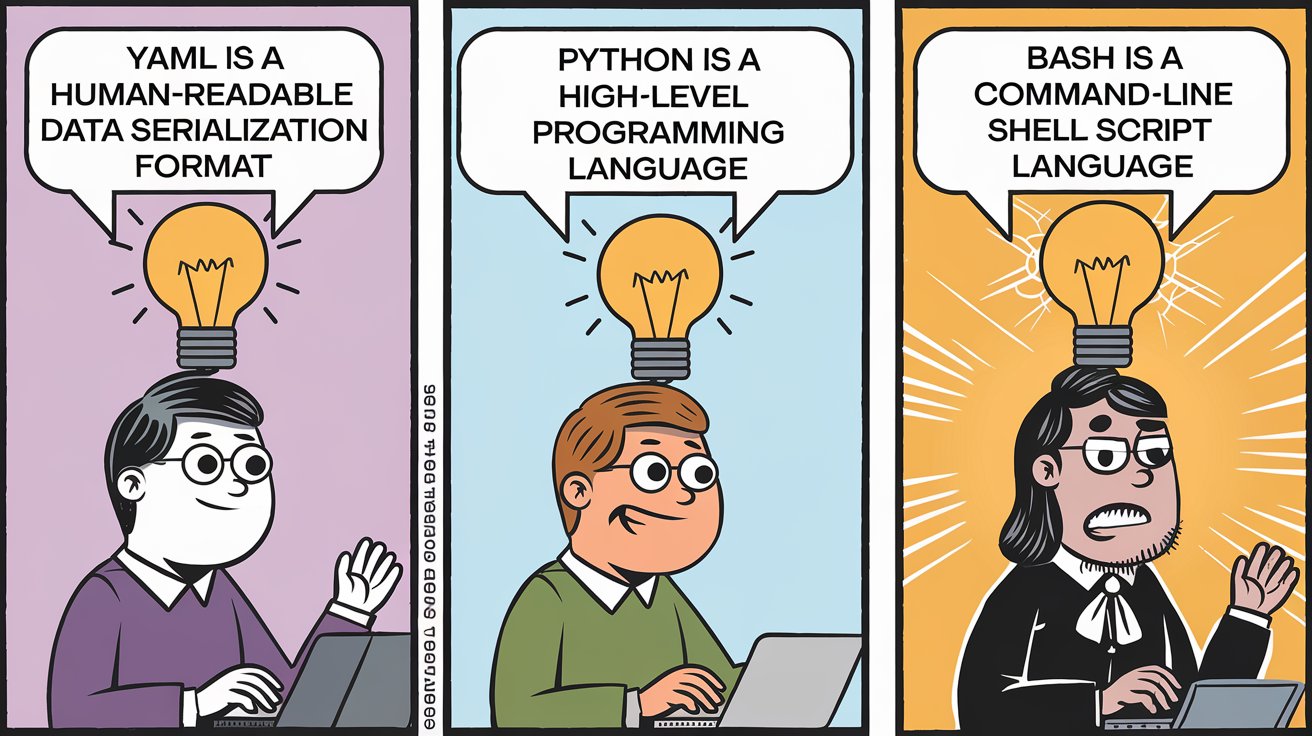 YAML IS A
HUMAN-READABLE
DATA SERIALIZATION
FORMAT
PYTHON IS A
HIGH-LEVEL
PROGRAMMING
LANGUAGE
BASH IS A
COMMAND-LINE
SHELL SCRIPT
LANGUAGE